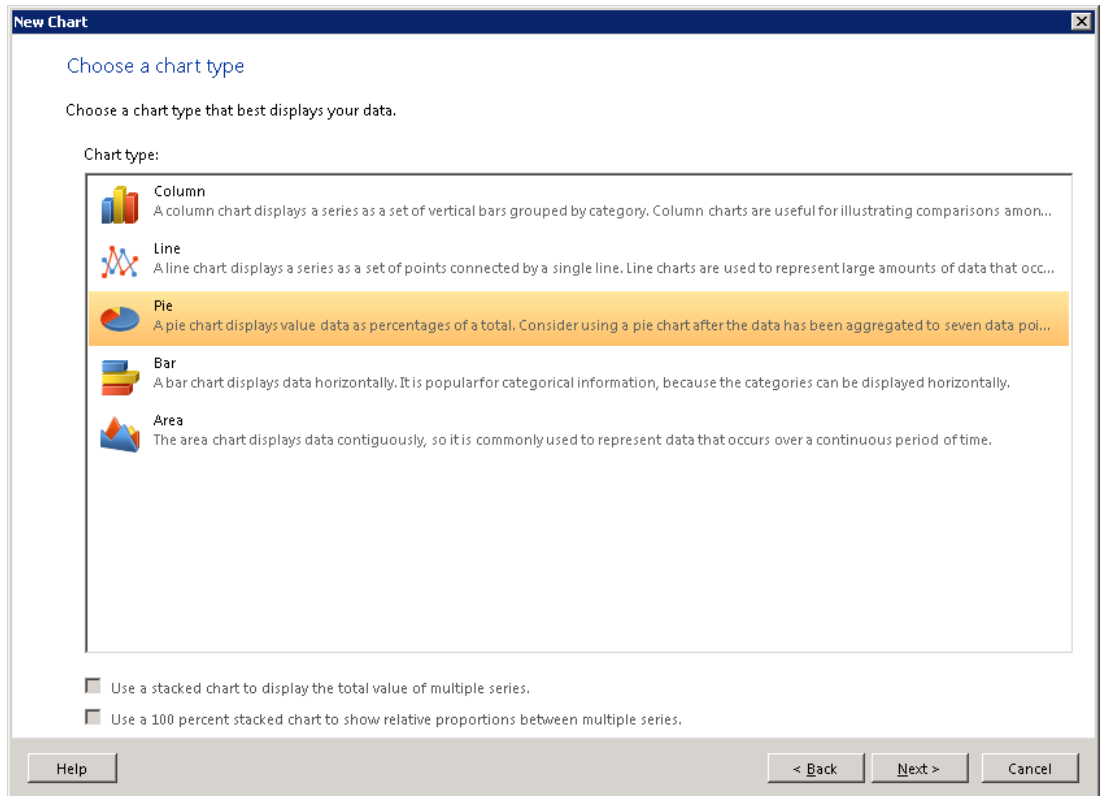 New Chart
Choose a chart type
Choose a chart type that best displays your data.
Chart type:
Column
A column chart displays a series as a set of vertical bars grouped by category. Column charts are useful for illustrating comparisons amon...
Line
A line chart displays a series as a set of points connected by a single line. Line charts are used to represent large amounts of data that occ...
Pie
A pie chart displays value data as percentages of a total. Consider using a pie chart after the data has been aggregated to seven data poi...
Bar
A bar chart displays data horizontally. It is popular for categorical information, because the categories can be displayed horizontally.
Area
The area chart displays data contiguously, so it is commonly used to represent data that occurs over a continuous period of time.
Use a stacked chart to display the total value of multiple series.
Use a 100 percent stacked chart to show relative proportions between multiple series.
Help < Back Next > Cancel